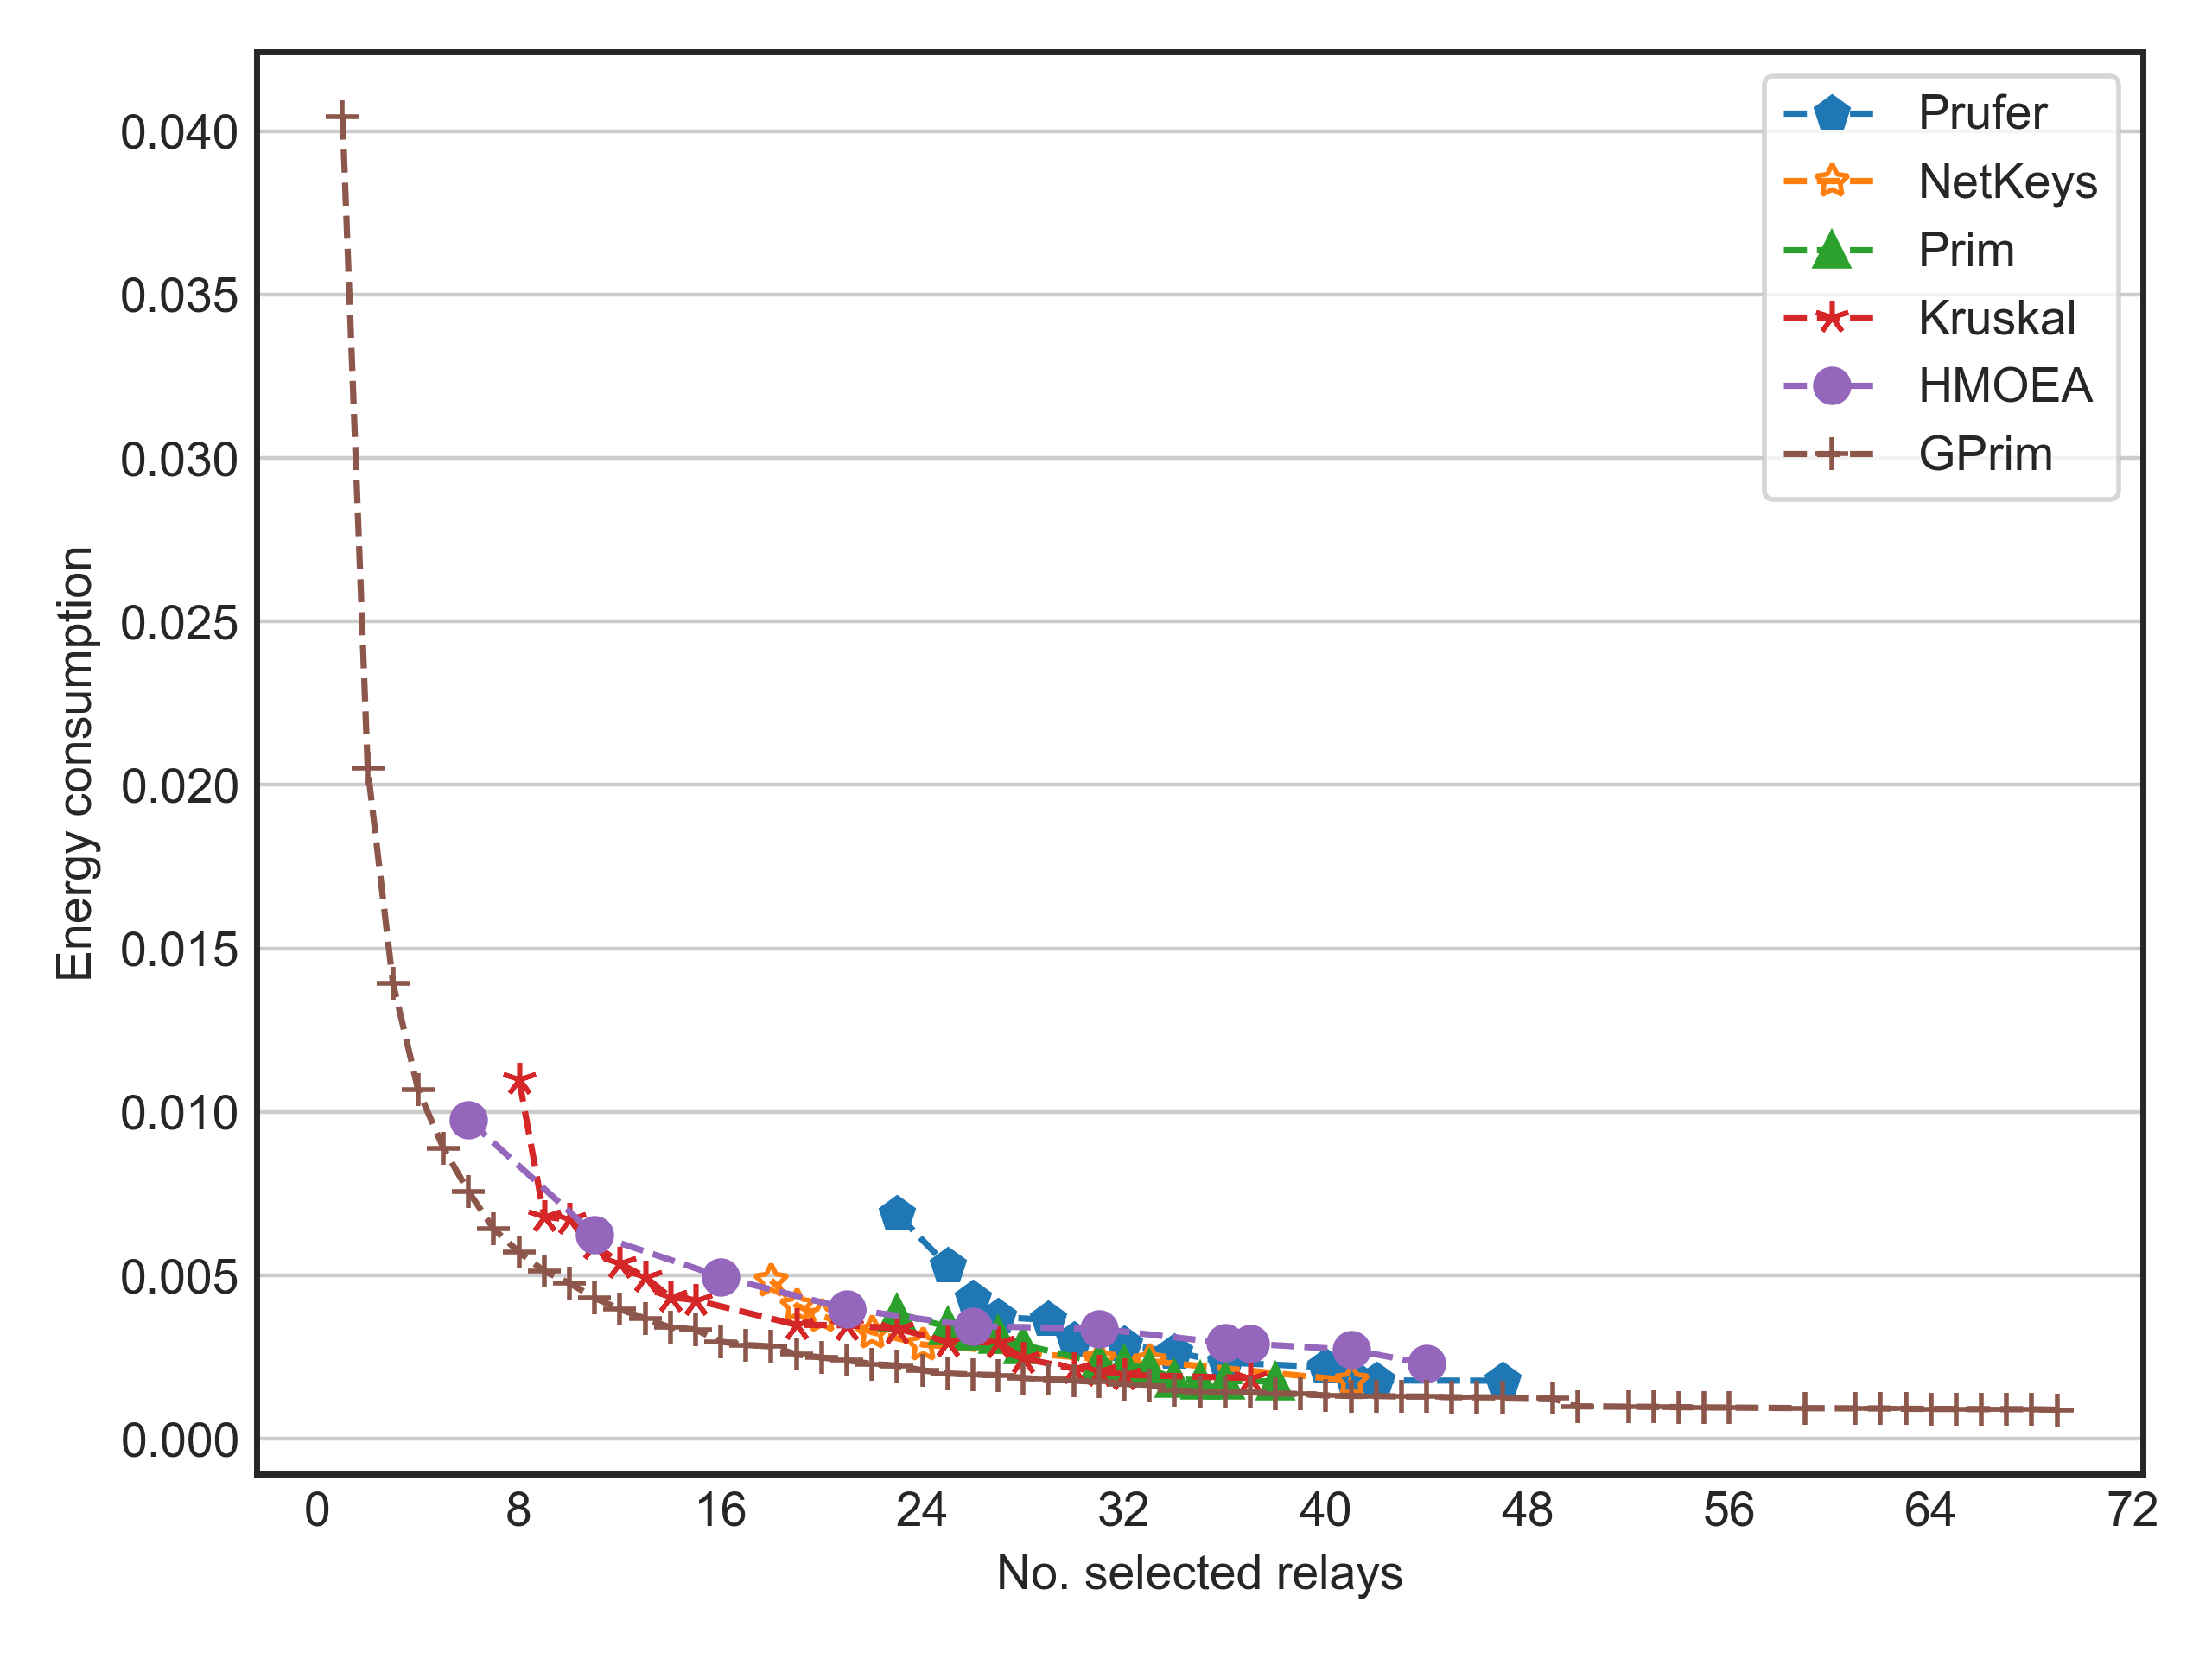 Prufer
NetKeys
Prim
Kruskal
HMOEA
GPrim
0.040
0.035
0.030
0.025
0.020
0.015
0.010
0.005
0.000
Energy consumption
0 8 16 24 32 40 48 56 64 72
No. selected relays